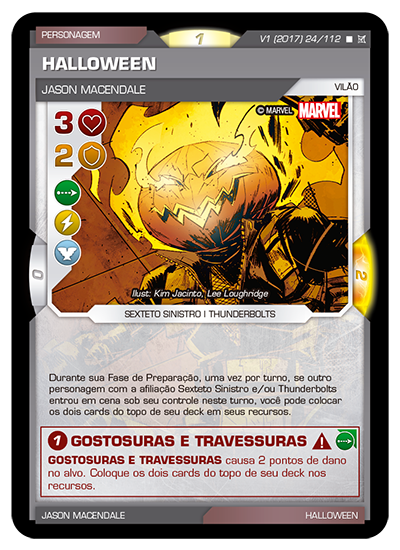 PERSONAGEM
1
V1 (2017) 24/112
HALLOWEEN
JASON MACENDALE
VILÃO
© MARVEL MARVEL
3
2
0
2
Ilust: Kim Jacinto, Lee Loughridge
SEXTETO SINISTRO | THUNDERBOLTS
Durante sua Fase de Preparação, uma vez por turno, se outro
personagem com a afiliação Sexteto Sinistro e/ou Thunderbolts
entrou em cena sob seu controle neste turno, você pode colocar
os dois cards do topo de seu deck em seus recursos.
1 GOSTOSURAS E TRAVESSURAS
GOSTOSURAS E TRAVESSURAS causa 2 pontos de dano
no alvo. Coloque os dois cards do topo de seu deck nos
recursos.
JASON MACENDALE
HALLOWEEN